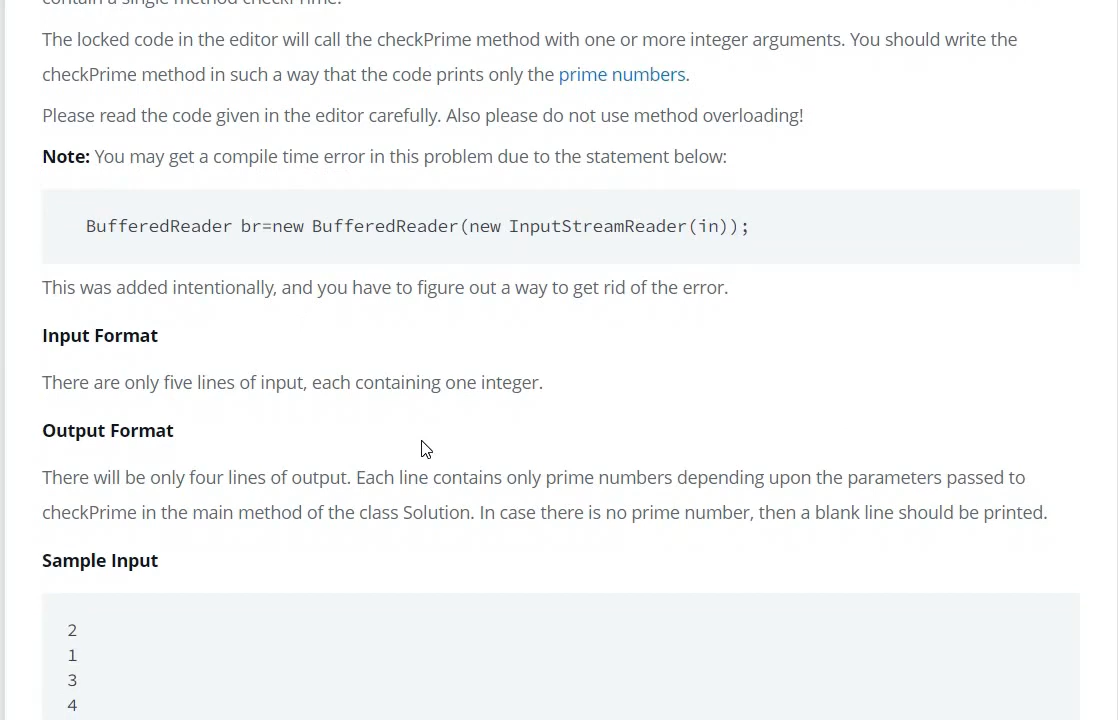 contain a single method checkPrime.
The locked code in the editor will call the checkPrime method with one or more integer arguments. You should write the
checkPrime method in such a way that the code prints only the prime numbers.
Please read the code given in the editor carefully. Also please do not use method overloading!
Note: You may get a compile time error in this problem due to the statement below:
BufferedReader br=new BufferedReader(new InputStreamReader(in));
This was added intentionally, and you have to figure out a way to get rid of the error.
Input Format
There are only five lines of input, each containing one integer.
Output Format
There will be only four lines of output. Each line contains only prime numbers depending upon the parameters passed to
checkPrime in the main method of the class Solution. In case there is no prime number, then a blank line should be printed.
Sample Input
2
1
3
4